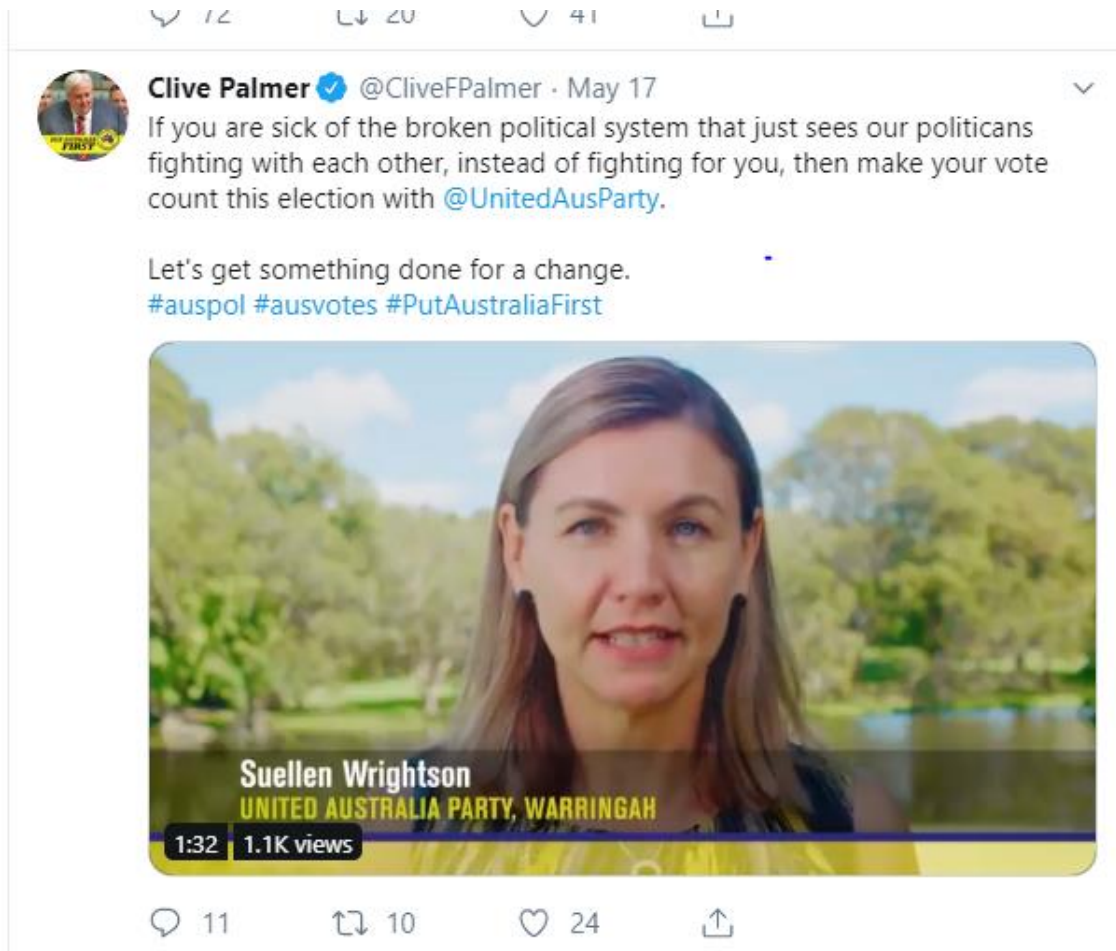 72 20 41
Clive Palmer @CliveFPalmer · May 17
If you are sick of the broken political system that just sees our politicans
fighting with each other, instead of fighting for you, then make your vote
count this election with @UnitedAusParty.
Let's get something done for a change.
#auspol #ausvotes #PutAustraliaFirst
Suellen Wrightson
UNITED AUSTRALIA PARTY, WARRINGAH
1:32 1.1K views
11 10 24